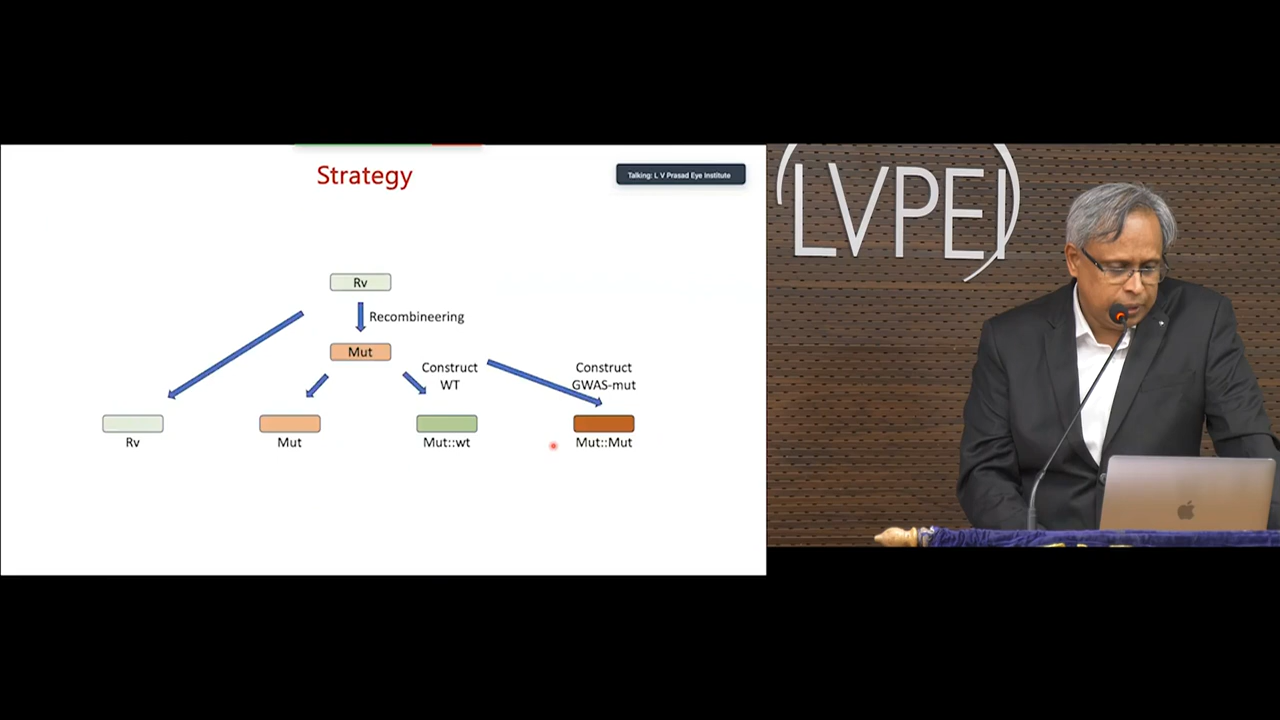 Strategy
Talking: L V Prasad Eye Institute
Rv
Recombineering
Mut
Construct
WT
Construct
GWAS-mut
Rv
Mut
Mut::wt
Mut::Mut
LVPEI